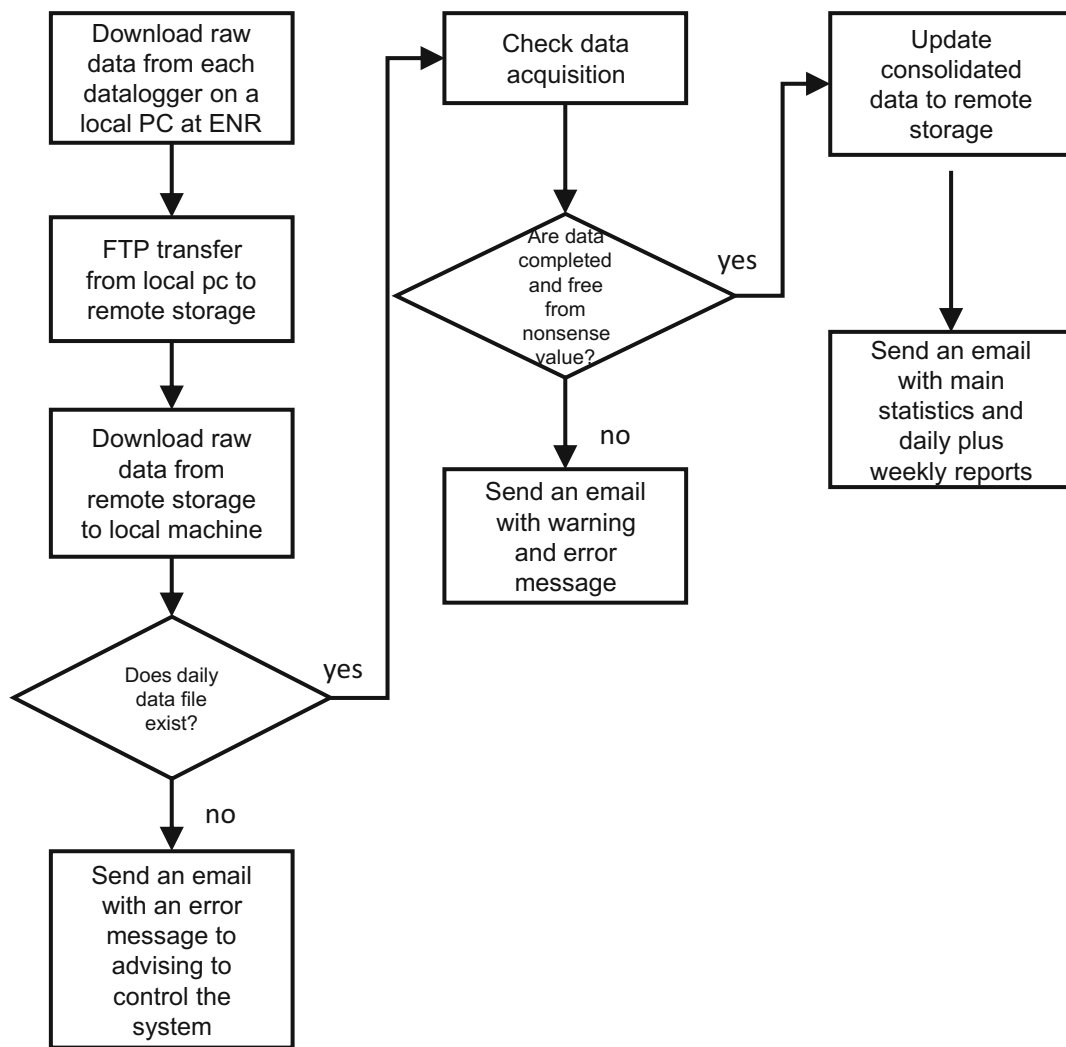 Download raw
data from each
datalogger on a
local PC at ENR
FTP transfer
from local pc to
remote storage
Download raw
data from
remote storage
to local machine
Does daily
data file
exist?
yes
no
Send an email
with an error
message to
advising to
control the
system
Check data
acquisition
Are data
completed
and free
from
nonsense
value?
yes
no
Send an email
with warning
and error
message
Update
consolidated
data to remote
storage
Send an email
with main
statistics and
daily plus
weekly reports